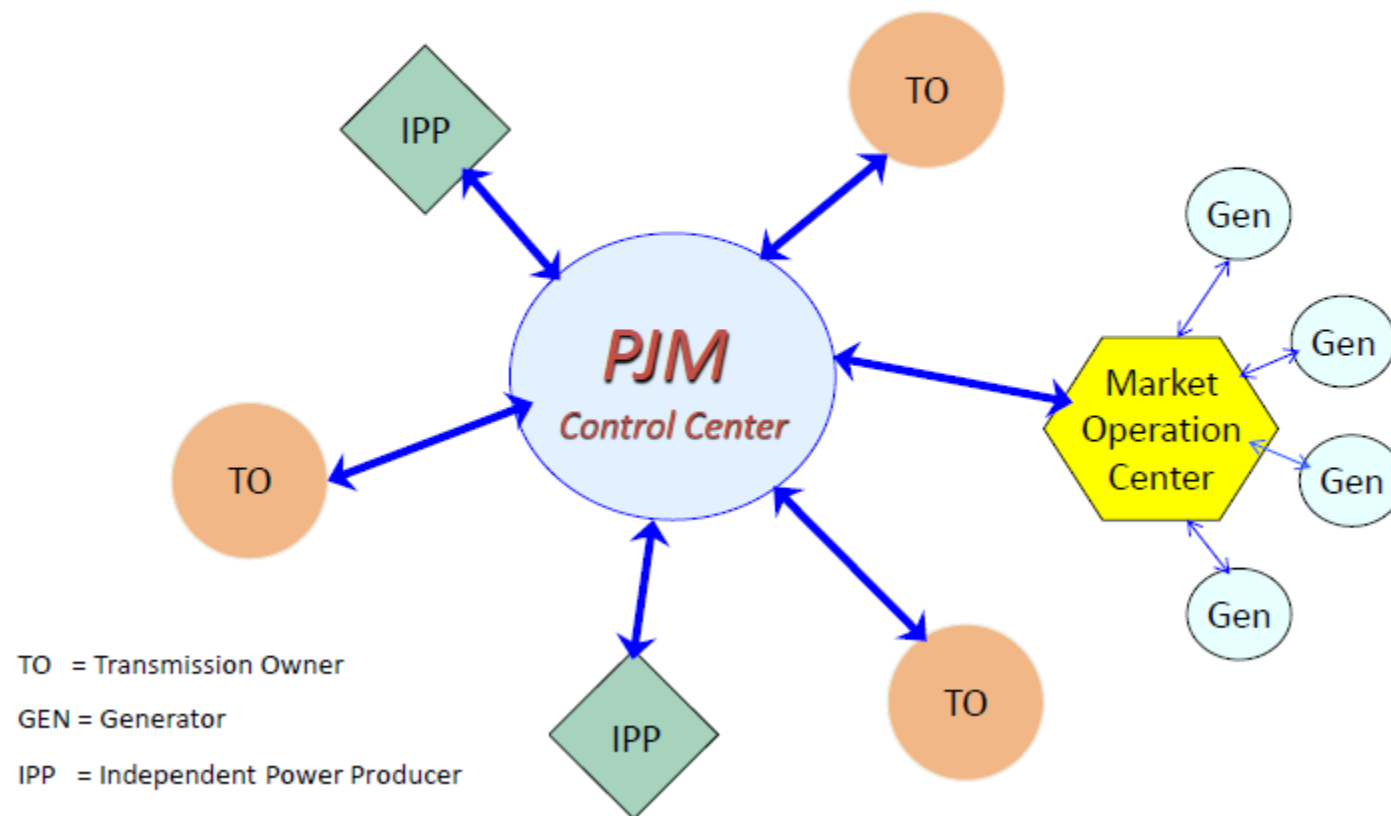 TO
IPP
Gen
Gen
PJM
Control Center
Market
Operation
Center
TO
Gen
Gen
TO = Transmission Owner
GEN = Generator
IPP = Independent Power Producer
IPP
TO